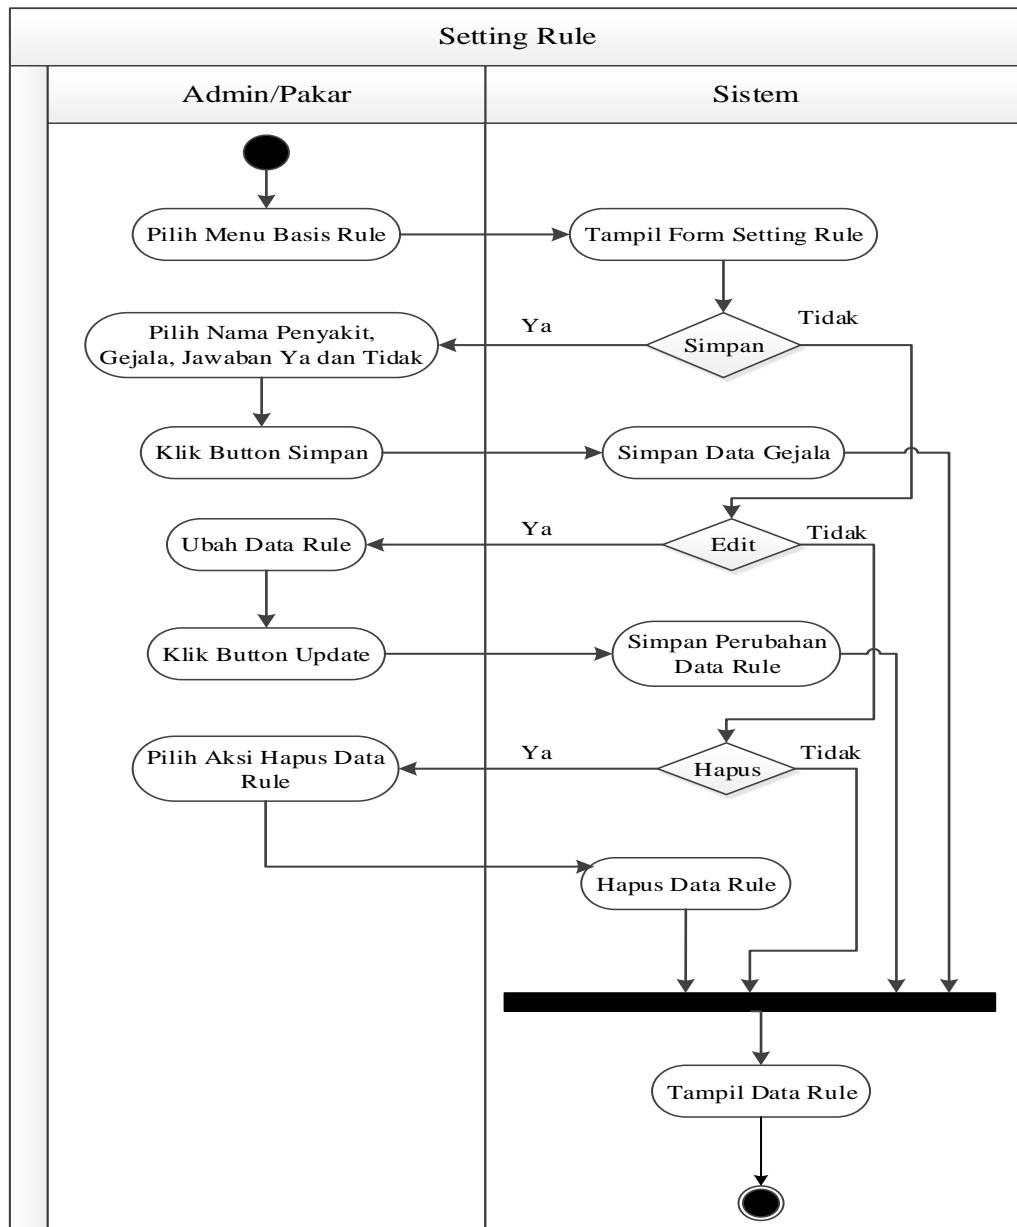 Setting Rule
Admin/Pakar
Sistem
Pilih Menu Basis Rule
Tampil Form Setting Rule
Pilih Nama Penyakit,
Gejala, Jawaban Ya dan Tidak
Ya
Simpan
Tidak
Klik Button Simpan
Simpan Data Gejala
Ubah Data Rule
Ya
Edit
Tidak
Klik Button Update
Simpan Perubahan
Data Rule
Pilih Aksi Hapus Data
Rule
Ya
Hapus
Tidak
Hapus Data Rule
Tampil Data Rule